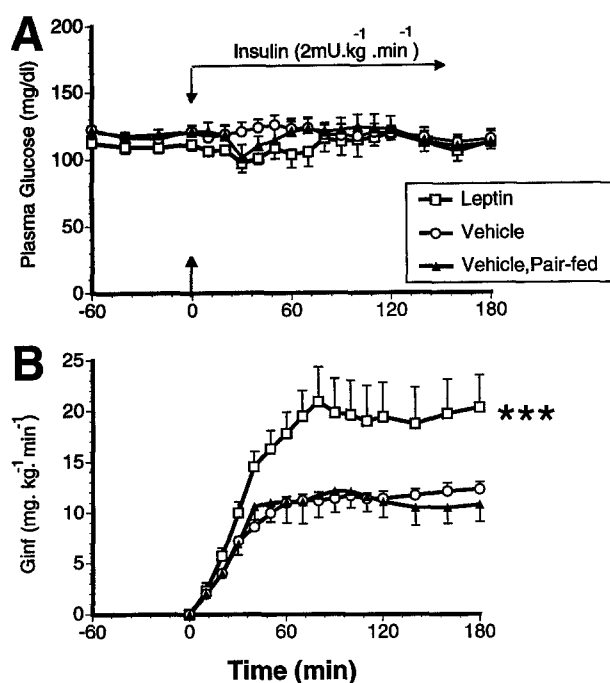 A
Insulin (2mU.kg⁻¹.min⁻¹)
Plasma Glucose (mg/dl)
200
150
100
50
0
-60 0 60 120 180
Leptin
Vehicle
Vehicle,Pair-fed
B
Ginf (mg. kg⁻¹ min⁻¹)
25
20
15
10
5
0
***
-60 0 60 120 180
Time (min)